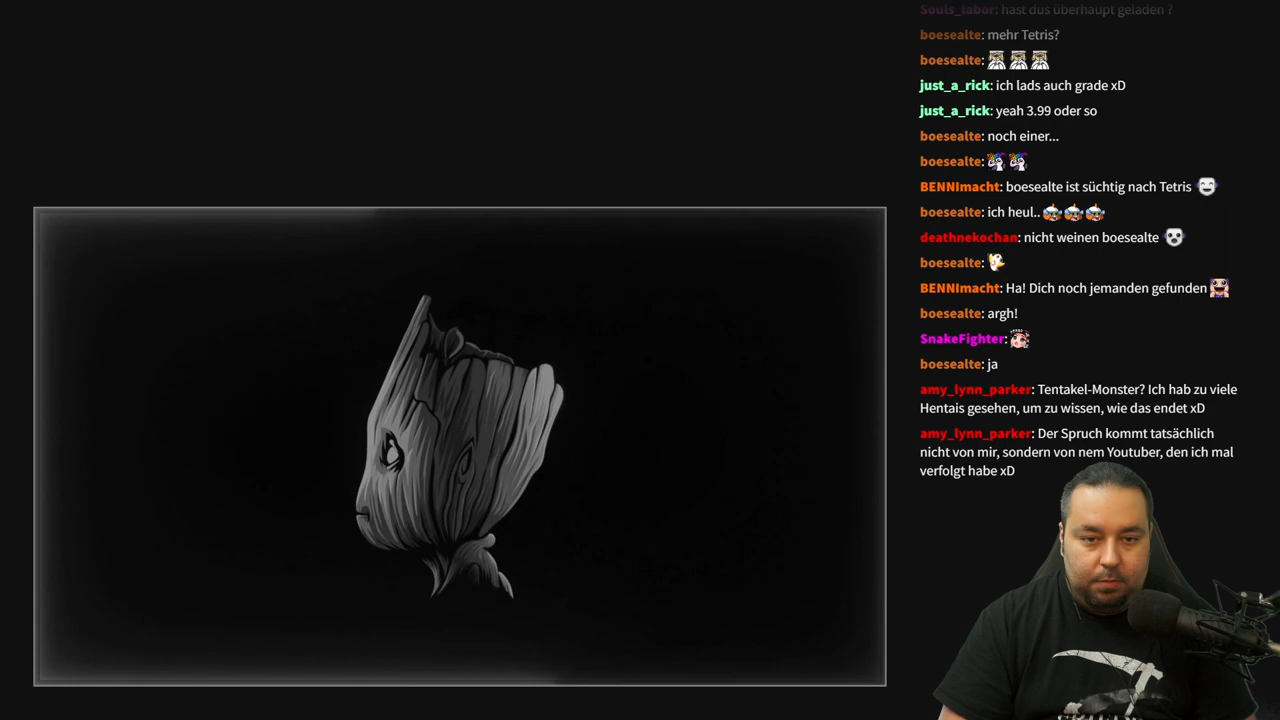 Souls_labor: hast dus überhaupt geladen ?
boesealte: mehr Tetris?
boesealte:
just_a_rick: ich lads auch grade xD
just_a_rick: yeah 3.99 oder so
boesealte: noch einer...
boesealte:
BENNImacht: boesealte ist süchtig nach Tetris
boesealte: ich heul..
deathnekochan: nicht weinen boesealte
boesealte:
BENNImacht: Ha! Dich noch jemanden gefunden
boesealte: argh!
SnakeFighter:
boesealte: ja
amy_lynn_parker: Tentakel-Monster? Ich hab zu viele
Hentais gesehen, um zu wissen, wie das endet xD
amy_lynn_parker: Der Spruch kommt tatsächlich
nicht von mir, sondern von nem Youtuber, den ich mal
verfolgt habe xD